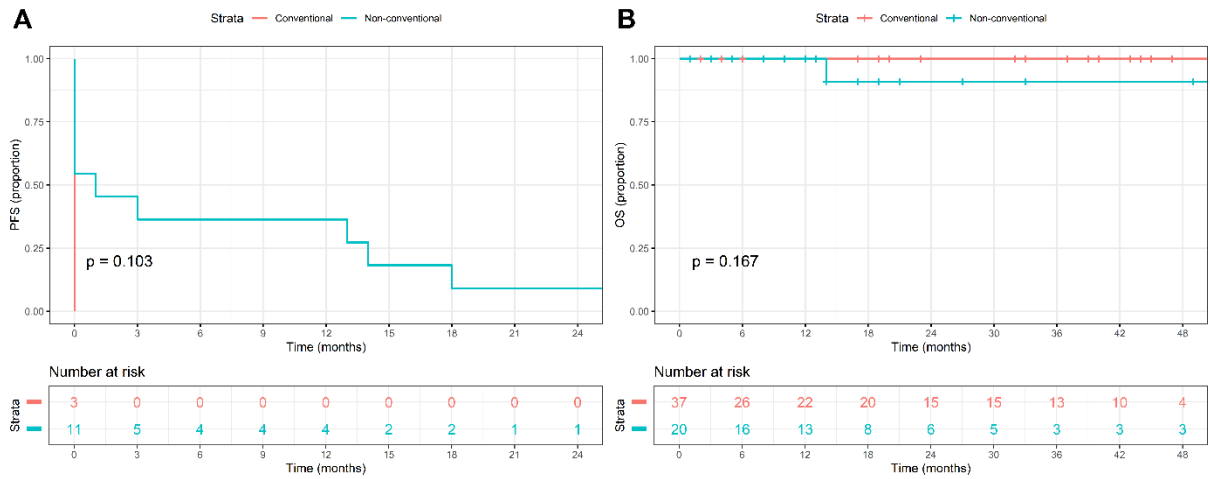 A
Strata Conventional Non-conventional
PFS (proportion)
1.00
0.75
0.50
0.25
0.00
p = 0.103
0 3 6 9 12 15 18 21 24
Time (months)
Number at risk
Strata
3 0 0 0 0 0 0 0 0
11 5 4 4 4 2 2 1 1
0 3 6 9 12 15 18 21 24
Time (months)
B
Strata Conventional Non-conventional
OS (proportion)
1.00
0.75
0.50
0.25
0.00
p = 0.167
0 6 12 18 24 30 36 42 48
Time (months)
Number at risk
Strata
37 26 22 20 15 15 13 10 4
20 16 13 8 6 5 3 3 3
0 6 12 18 24 30 36 42 48
Time (months)